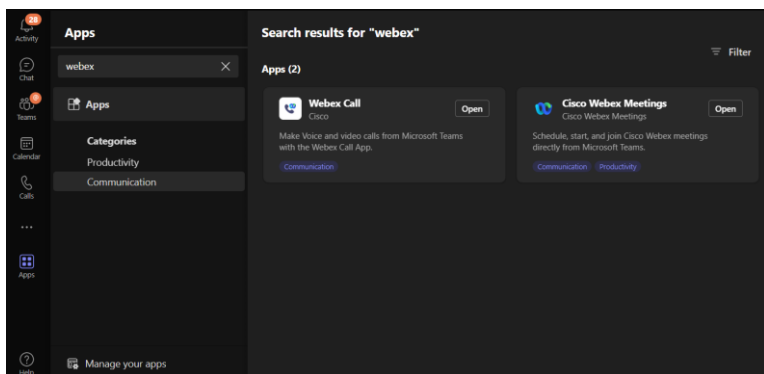 28
Activity
Chat
9
Teams
Calendar
Calls
...
Apps
Help
Apps
webex
Apps
Categories
Productivity
Communication
Manage your apps
Search results for "webex"
Filter
Apps (2)
Webex Call
Cisco
Open
Make Voice and video calls from Microsoft Teams
with the Webex Call App.
Communication
Cisco Webex Meetings
Cisco Webex Meetings
Open
Schedule, start, and join Cisco Webex meetings
directly from Microsoft Teams.
Communication Productivity